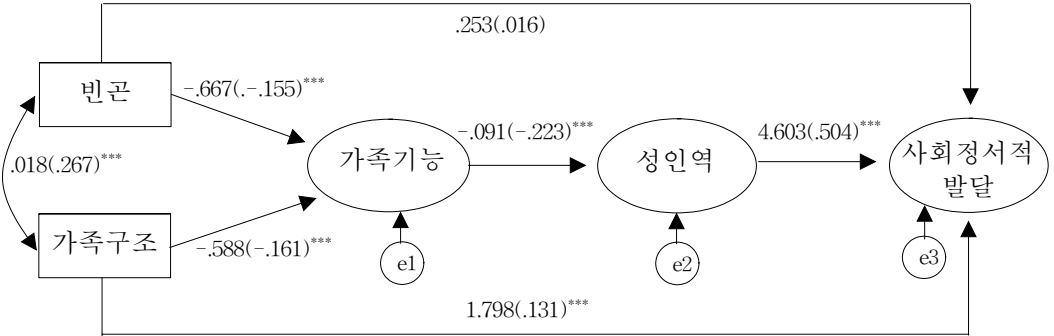 .253(.016)
빈곤
-.667(.-.155)***
-.091(-.223)***
4.603(.504)***
가족기능
성인역
사회정서적
발달
.018(.267)***
가족구조
-.588(-.161)***
e1
e2
e3
1.798(.131)***